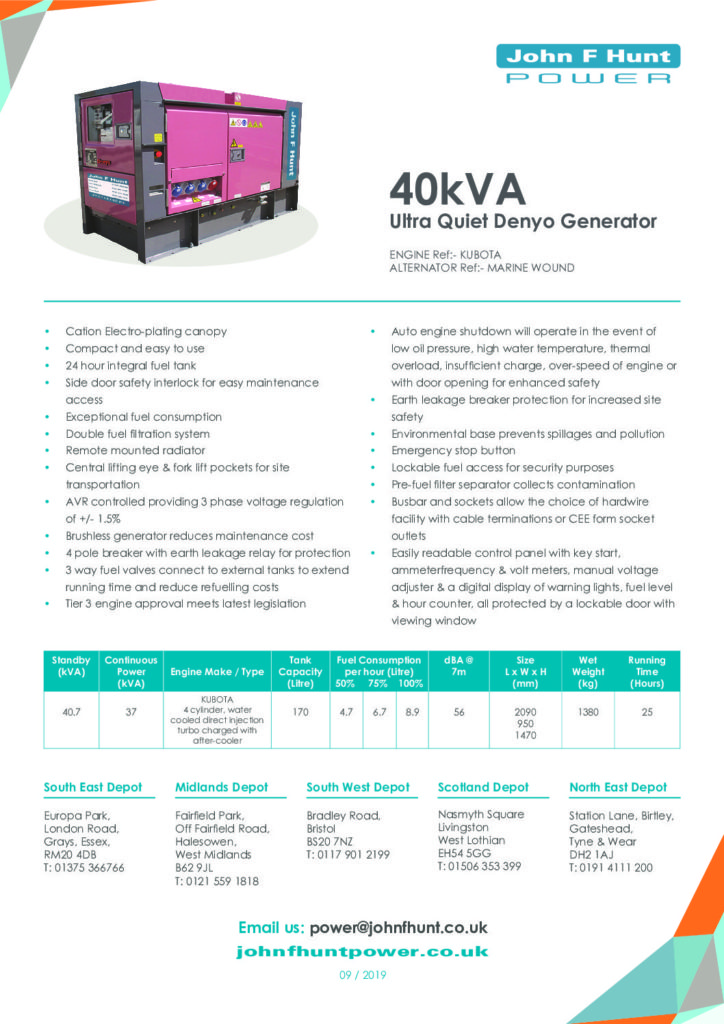 John F Hunt
POWER
John F Hunt
John F Hunt
40kVA
Ultra Quiet Denyo Generator
ENGINE Ref:- KUBOTA
ALTERNATOR Ref:- MARINE WOUND
• Cation Electro-plating canopy
• Compact and easy to use
• 24 hour integral fuel tank
• Side door safety interlock for easy maintenance
access
• Exceptional fuel consumption
• Double fuel filtration system
• Remote mounted radiator
• Central lifting eye & fork lift pockets for site
transportation
• AVR controlled providing 3 phase voltage regulation
of +/- 1.5%
• Brushless generator reduces maintenance cost
• 4 pole breaker with earth leakage relay for protection
• 3 way fuel valves connect to external tanks to extend
running time and reduce refuelling costs
• Tier 3 engine approval meets latest legislation
• Auto engine shutdown will operate in the event of
low oil pressure, high water temperature, thermal
overload, insufficient charge, over-speed of engine or
with door opening for enhanced safety
• Earth leakage breaker protection for increased site
safety
• Environmental base prevents spillages and pollution
• Emergency stop button
• Lockable fuel access for security purposes
• Pre-fuel filter separator collects contamination
• Busbar and sockets allow the choice of hardwire
facility with cable terminations or CEE form socket
outlets
• Easily readable control panel with key start,
ammeterfrequency & volt meters, manual voltage
adjuster & a digital display of warning lights, fuel level
& hour counter, all protected by a lockable door with
viewing window
Standby (kVA) Continuous Power (kVA) Engine Make / Type Tank Capacity (Litre) Fuel Consumption per hour (Litre) 50% 75% 100% dBA @ 7m Size L x W x H (mm) Wet Weight (kg) Running Time (Hours)
40.7 37 KUBOTA 4 cylinder, water cooled direct injection turbo charged with after-cooler 170 4.7 6.7 8.9 56 2090 950 1470 1380 25
South East Depot
Europa Park,
London Road,
Grays, Essex,
RM20 4DB
T: 01375 366766
Midlands Depot
Fairfield Park,
Off Fairfield Road,
Halesowen,
West Midlands
B62 9JL
T: 0121 559 1818
South West Depot
Bradley Road,
Bristol
BS20 7NZ
T: 0117 901 2199
Scotland Depot
Nasmyth Square
Livingston
West Lothian
EH54 5GG
T: 01506 353 399
North East Depot
Station Lane, Birtley,
Gateshead,
Tyne & Wear
DH2 1AJ
T: 0191 4111 200
Email us: power@johnfhunt.co.uk
johnfhuntpower.co.uk
09 / 2019